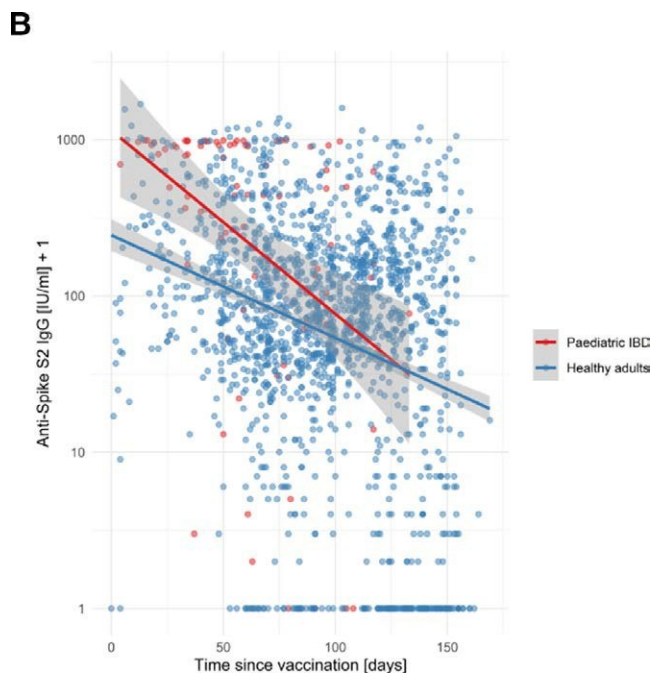 B
Anti-Spike S2 IgG [IU/ml] + 1
1000
100
10
1
0
50
100
150
Time since vaccination [days]
Paediatric IBD
Healthy adults